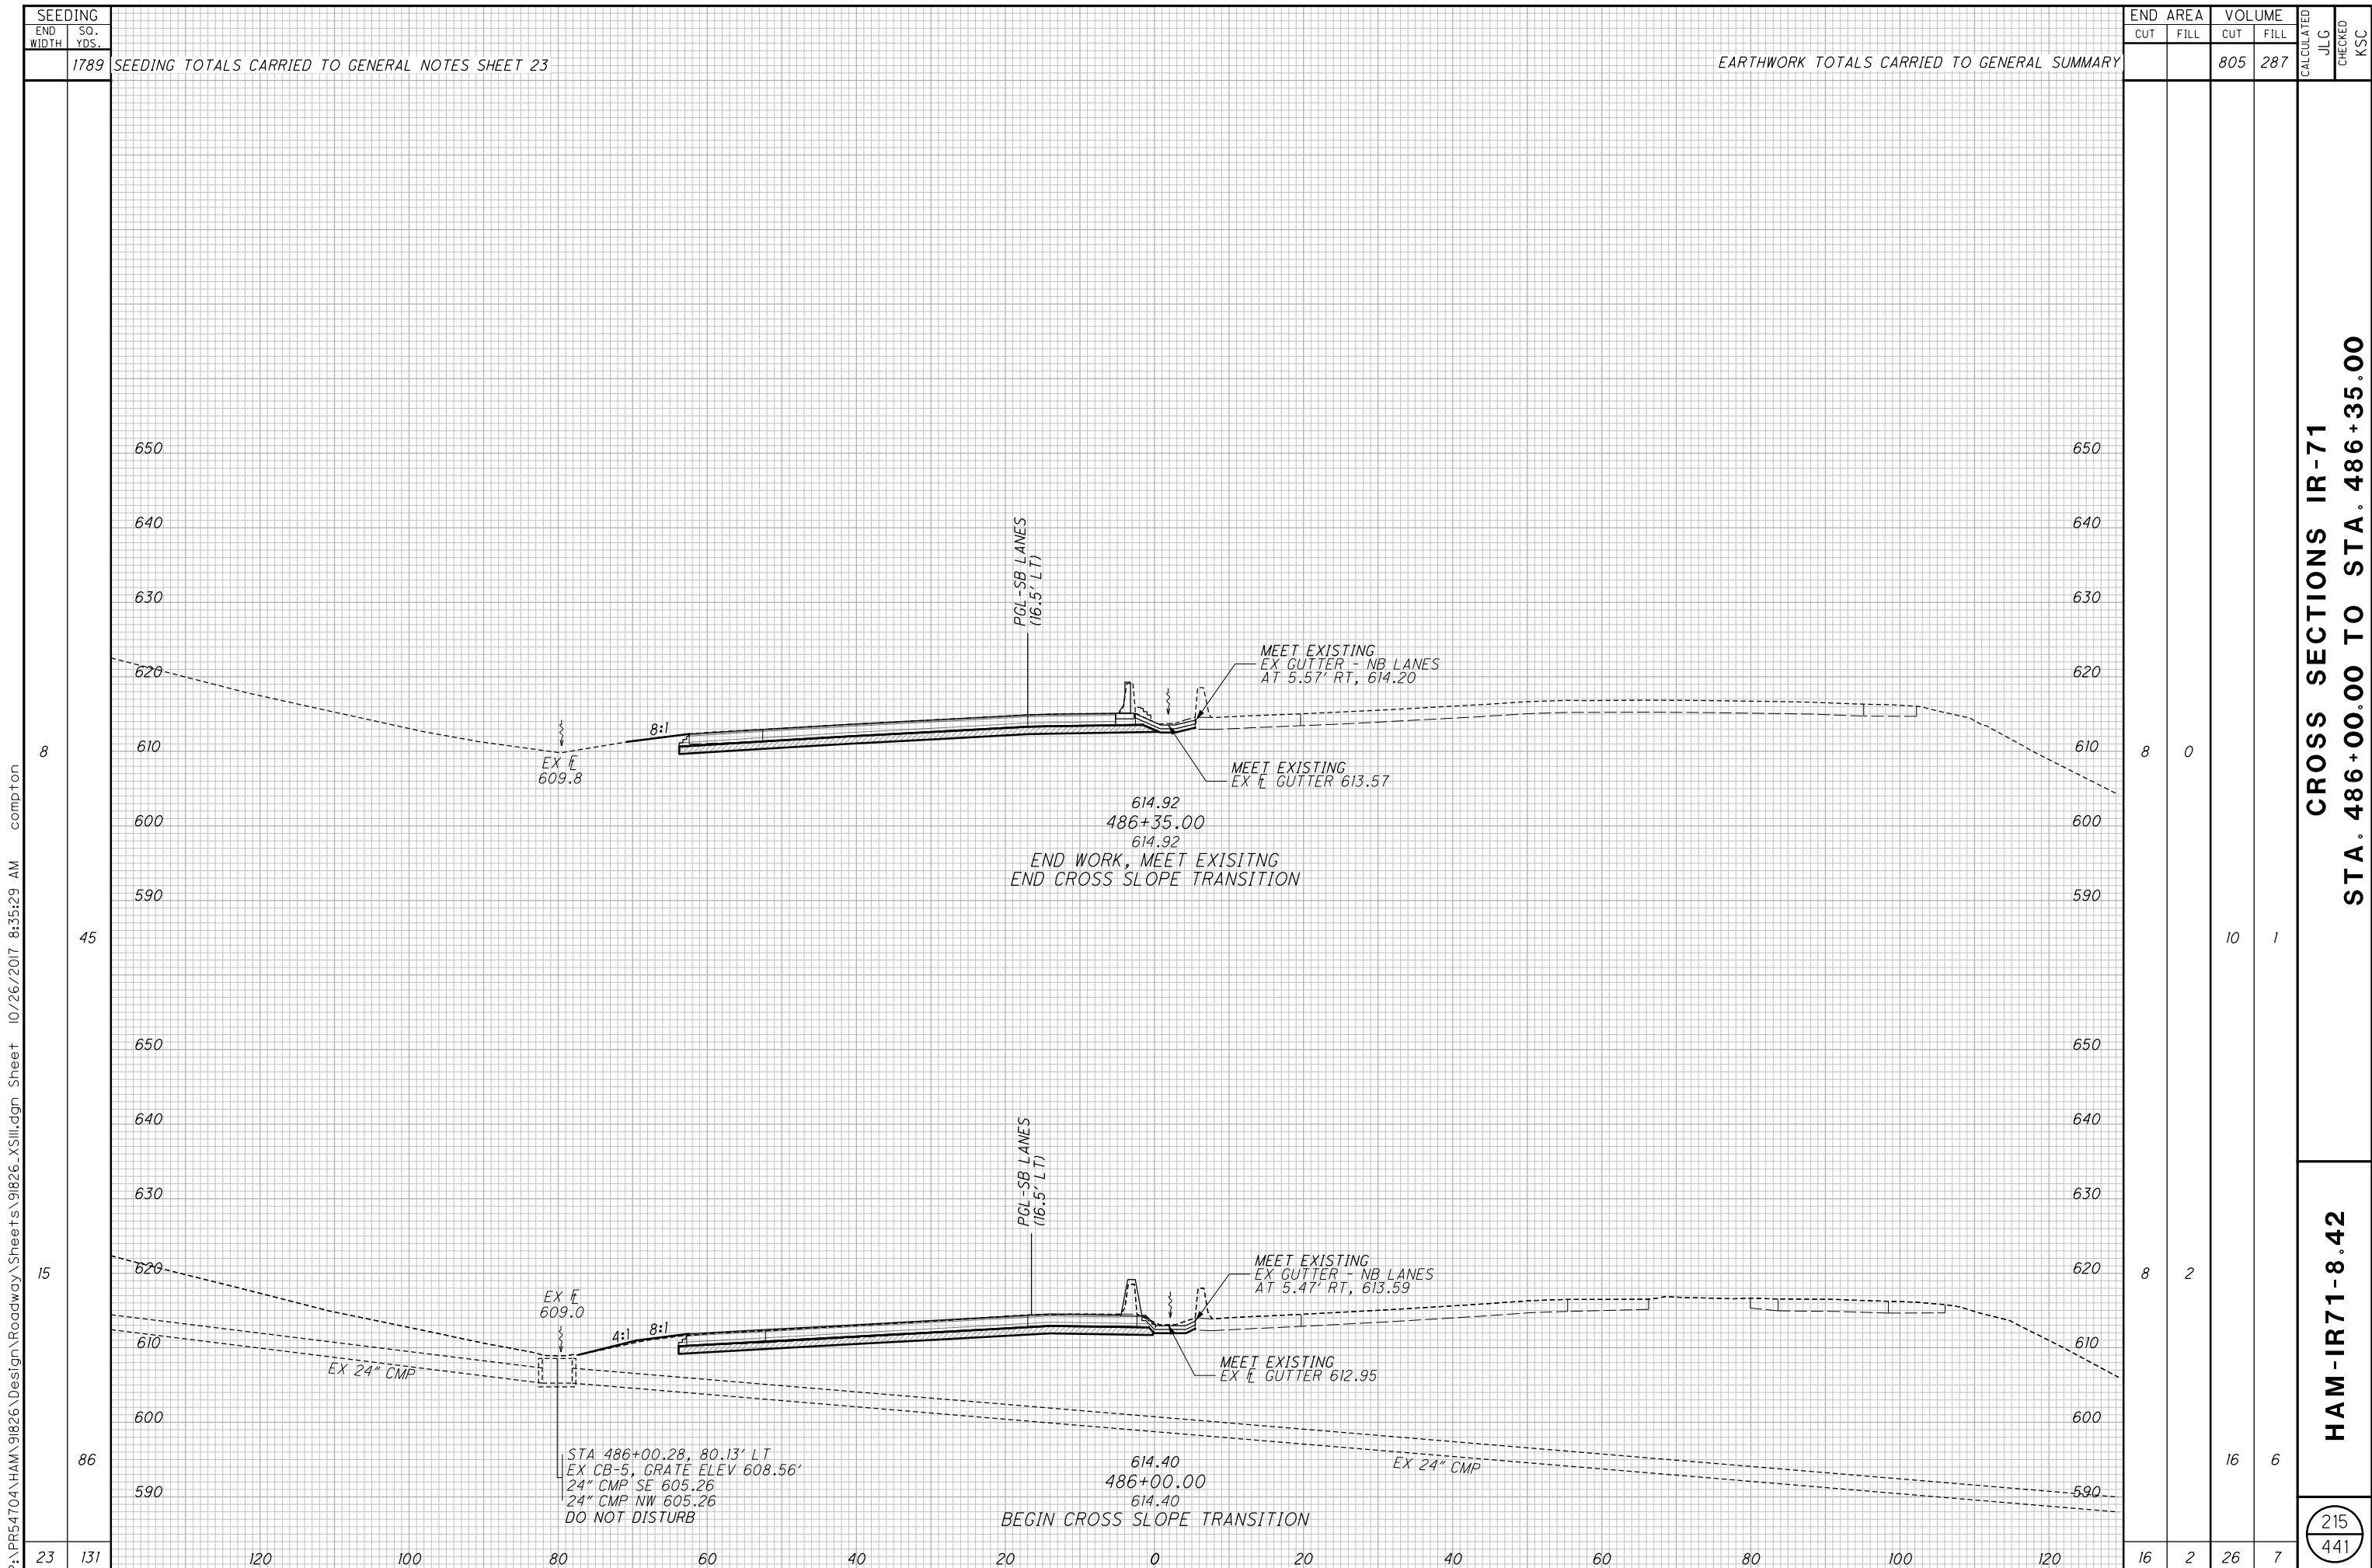 SEEDING
END WIDTH
SQ. YDS.
1789
SEEDING TOTALS CARRIED TO GENERAL NOTES SHEET 23
EARTHWORK TOTALS CARRIED TO GENERAL SUMMARY
END AREA
VOLUME
CUT
FILL
CUT
FILL
805
287
CALCULATED
JLG
CHECKED
KSC
650
650
640
640
630
630
620
620
610
610
600
600
590
590
PGL-SB LANES
(16.5' LT)
MEET EXISTING
EX GUTTER - NB LANES
AT 5.57' RT, 614.20
8:1
EX ℄
609.8
MEET EXISTING
EX ℄ GUTTER 613.57
614.92
486+35.00
614.92
END WORK, MEET EXISITNG
END CROSS SLOPE TRANSITION
8
8
0
45
10
1
650
650
640
640
630
630
620
620
610
610
600
600
590
590
PGL-SB LANES
(16.5' LT)
MEET EXISTING
EX GUTTER - NB LANES
AT 5.47' RT, 613.59
15
8
2
EX ℄
609.0
4:1
8:1
EX 24" CMP
MEET EXISTING
EX ℄ GUTTER 612.95
STA 486+00.28, 80.13' LT
EX CB-5, GRATE ELEV 608.56'
24" CMP SE 605.26
24" CMP NW 605.26
DO NOT DISTURB
614.40
486+00.00
614.40
BEGIN CROSS SLOPE TRANSITION
EX 24" CMP
86
16
6
23
131
120
100
80
60
40
20
0
20
40
60
80
100
120
16
2
26
7
CROSS SECTIONS IR-71
STA. 486+00.00 TO STA. 486+35.00
HAM-IR71-8.42
215
441
:\PR54704\HAM\91826\Design\Roadway\Sheets\91826_XS111.dgn Sheet 10/26/2017 8:35:29 AM compton